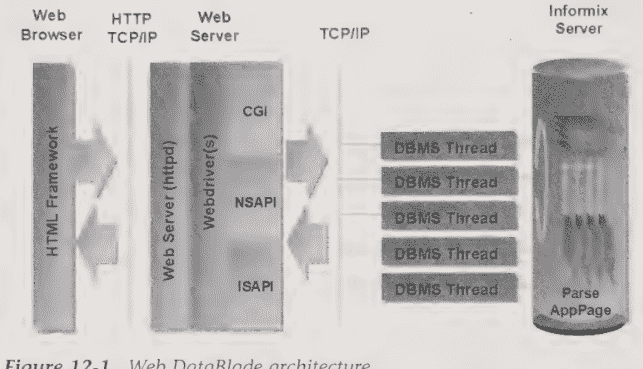 Web
Browser
HTTP
TCP/IP
Web
Server
TCP/IP
Informix
Server
HTML Framework
Web Server (httpd)
Webdriver(s)
CGI
NSAPI
ISAPI
DBMS Thread
DBMS Thread
DBMS Thread
DBMS Thread
DBMS Thread
Parse
AppPage
Figure 12-1 Web DataBlade architecture